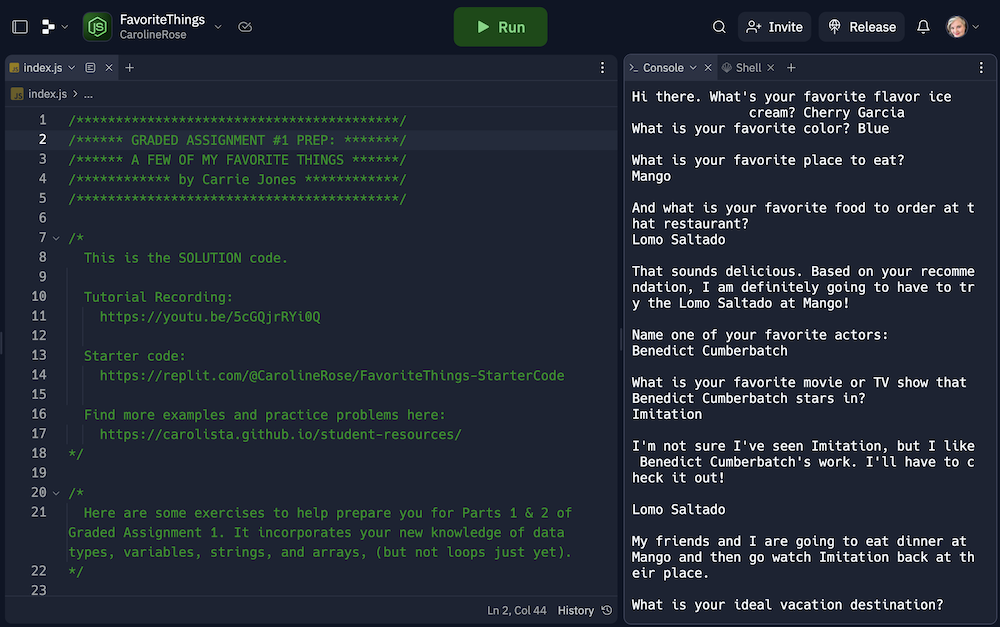 FavoriteThings
CarolineRose
Run
Invite
Release
index.js
index.js > ...
1 /*****************************************/
2 /****** GRADED ASSIGNMENT #1 PREP: *******/
3 /****** A FEW OF MY FAVORITE THINGS ******/
4 /************ by Carrie Jones ************/
5 /*****************************************/
6
7 /*
8 This is the SOLUTION code.
9
10 Tutorial Recording:
11 https://youtu.be/5cGQjrRYi0Q
12
13 Starter code:
14 https://replit.com/@CarolineRose/FavoriteThings-StarterCode
15
16 Find more examples and practice problems here:
17 https://carolista.github.io/student-resources/
18 */
19
20 /*
21 Here are some exercises to help prepare you for Parts 1 & 2 of
Graded Assignment 1. It incorporates your new knowledge of data
types, variables, strings, and arrays, (but not loops just yet).
22 */
23
Ln 2, Col 44 History
Console
Shell
Hi there. What's your favorite flavor ice
cream? Cherry Garcia
What is your favorite color? Blue
What is your favorite place to eat?
Mango
And what is your favorite food to order at t
hat restaurant?
Lomo Saltado
That sounds delicious. Based on your recomme
ndation, I am definitely going to have to tr
y the Lomo Saltado at Mango!
Name one of your favorite actors:
Benedict Cumberbatch
What is your favorite movie or TV show that
Benedict Cumberbatch stars in?
Imitation
I'm not sure I've seen Imitation, but I like
Benedict Cumberbatch's work. I'll have to c
heck it out!
Lomo Saltado
My friends and I are going to eat dinner at
Mango and then go watch Imitation back at th
eir place.
What is your ideal vacation destination?